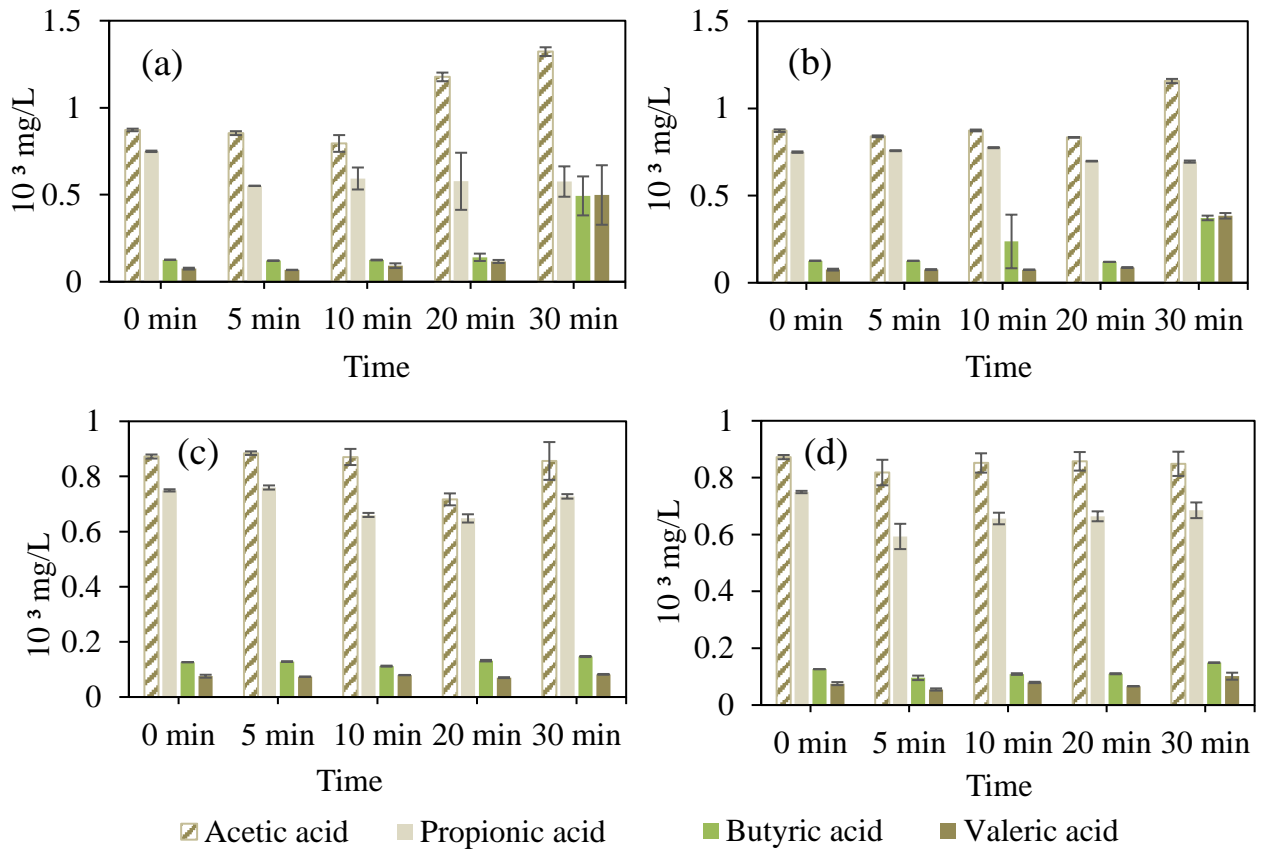 (a)
10 ³ mg/L
1.5
1
0.5
0
0 min 5 min 10 min 20 min 30 min
Time
(b)
10 ³ mg/L
1.5
1
0.5
0
0 min 5 min 10 min 20 min 30 min
Time
(c)
10 ³ mg/L
1
0.8
0.6
0.4
0.2
0
0 min 5 min 10 min 20 min 30 min
Time
(d)
10 ³ mg/L
1
0.8
0.6
0.4
0.2
0
0 min 5 min 10 min 20 min 30 min
Time
Acetic acid Propionic acid Butyric acid Valeric acid